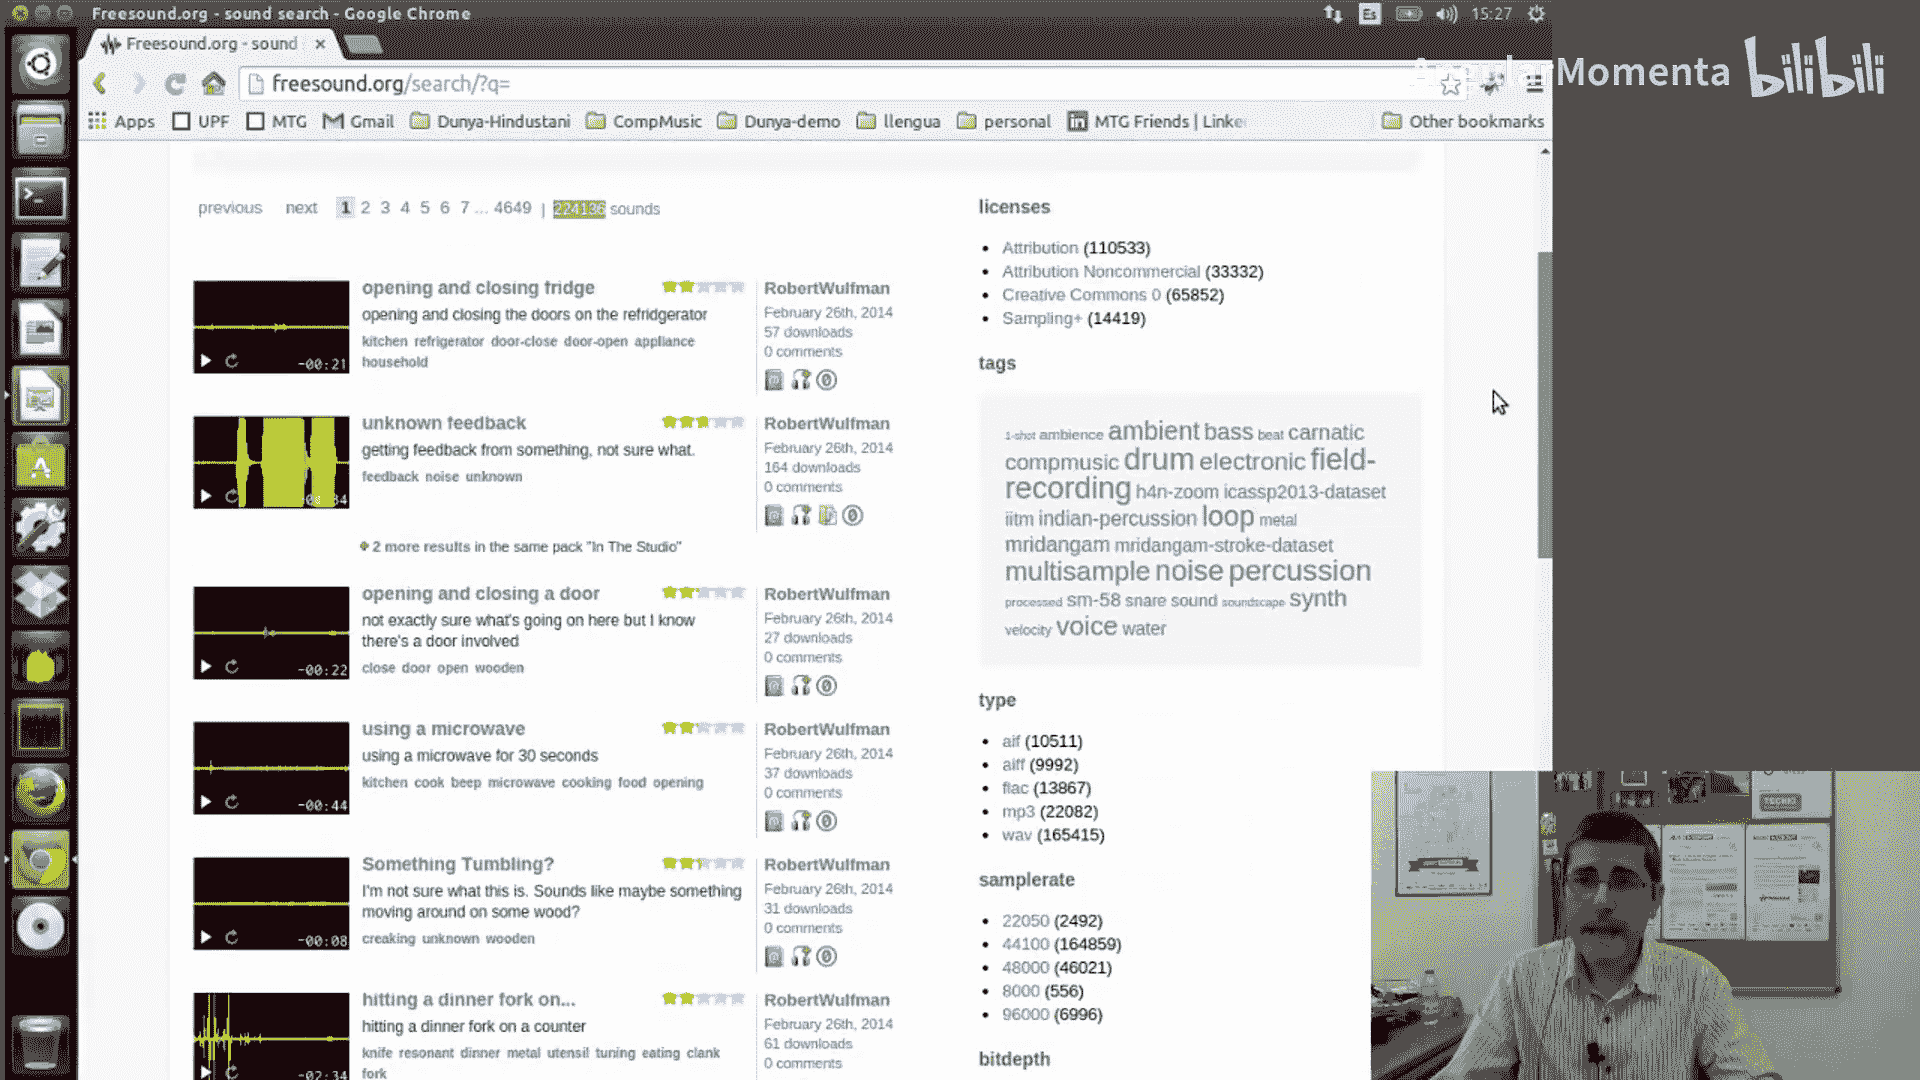 Freesound.org - sound search - Google Chrome
Es
15:27
Freesound.org - sound
freesound.org/search/?q=
Momenta bilibili
Apps UPF MTG Gmail Dunya-Hindustani CompMusic Dunya-demo llengua personal MTG Friends | Linke Other bookmarks
previous next 1 2 3 4 5 6 7 ... 4649 | 224136 sounds
opening and closing fridge
opening and closing the doors on the refridgerator
kitchen refrigerator door-close door-open appliance
household
-00:21
RobertWulfman
February 26th, 2014
57 downloads
0 comments
unknown feedback
getting feedback from something, not sure what.
feedback noise unknown
RobertWulfman
February 26th, 2014
164 downloads
0 comments
2 more results in the same pack "In The Studio"
opening and closing a door
not exactly sure what's going on here but I know
there's a door involved
close door open wooden
-00:22
RobertWulfman
February 26th, 2014
27 downloads
0 comments
using a microwave
using a microwave for 30 seconds
kitchen cook beep microwave cooking food opening
-00:44
RobertWulfman
February 26th, 2014
37 downloads
0 comments
Something Tumbling?
I'm not sure what this is. Sounds like maybe something
moving around on some wood?
creaking unknown wooden
-00:08
RobertWulfman
February 26th, 2014
31 downloads
0 comments
hitting a dinner fork on...
hitting a dinner fork on a counter
knife resonant dinner metal utensil tuning eating clank
fork
-02:34
RobertWulfman
February 26th, 2014
61 downloads
0 comments
licenses
Attribution (110533)
Attribution Noncommercial (33332)
Creative Commons 0 (65852)
Sampling+ (14419)
tags
1-shot ambience ambient bass beat carnatic
compmusic drum electronic field-
recording h4n-zoom icassp2013-dataset
iitm indian-percussion loop metal
mridangam mridangam-stroke-dataset
multisample noise percussion
processed sm-58 snare sound soundscape synth
velocity voice water
type
aif (10511)
aiff (9992)
flac (13867)
mp3 (22082)
wav (165415)
samplerate
22050 (2492)
44100 (164859)
48000 (46021)
8000 (556)
96000 (6996)
bitdepth